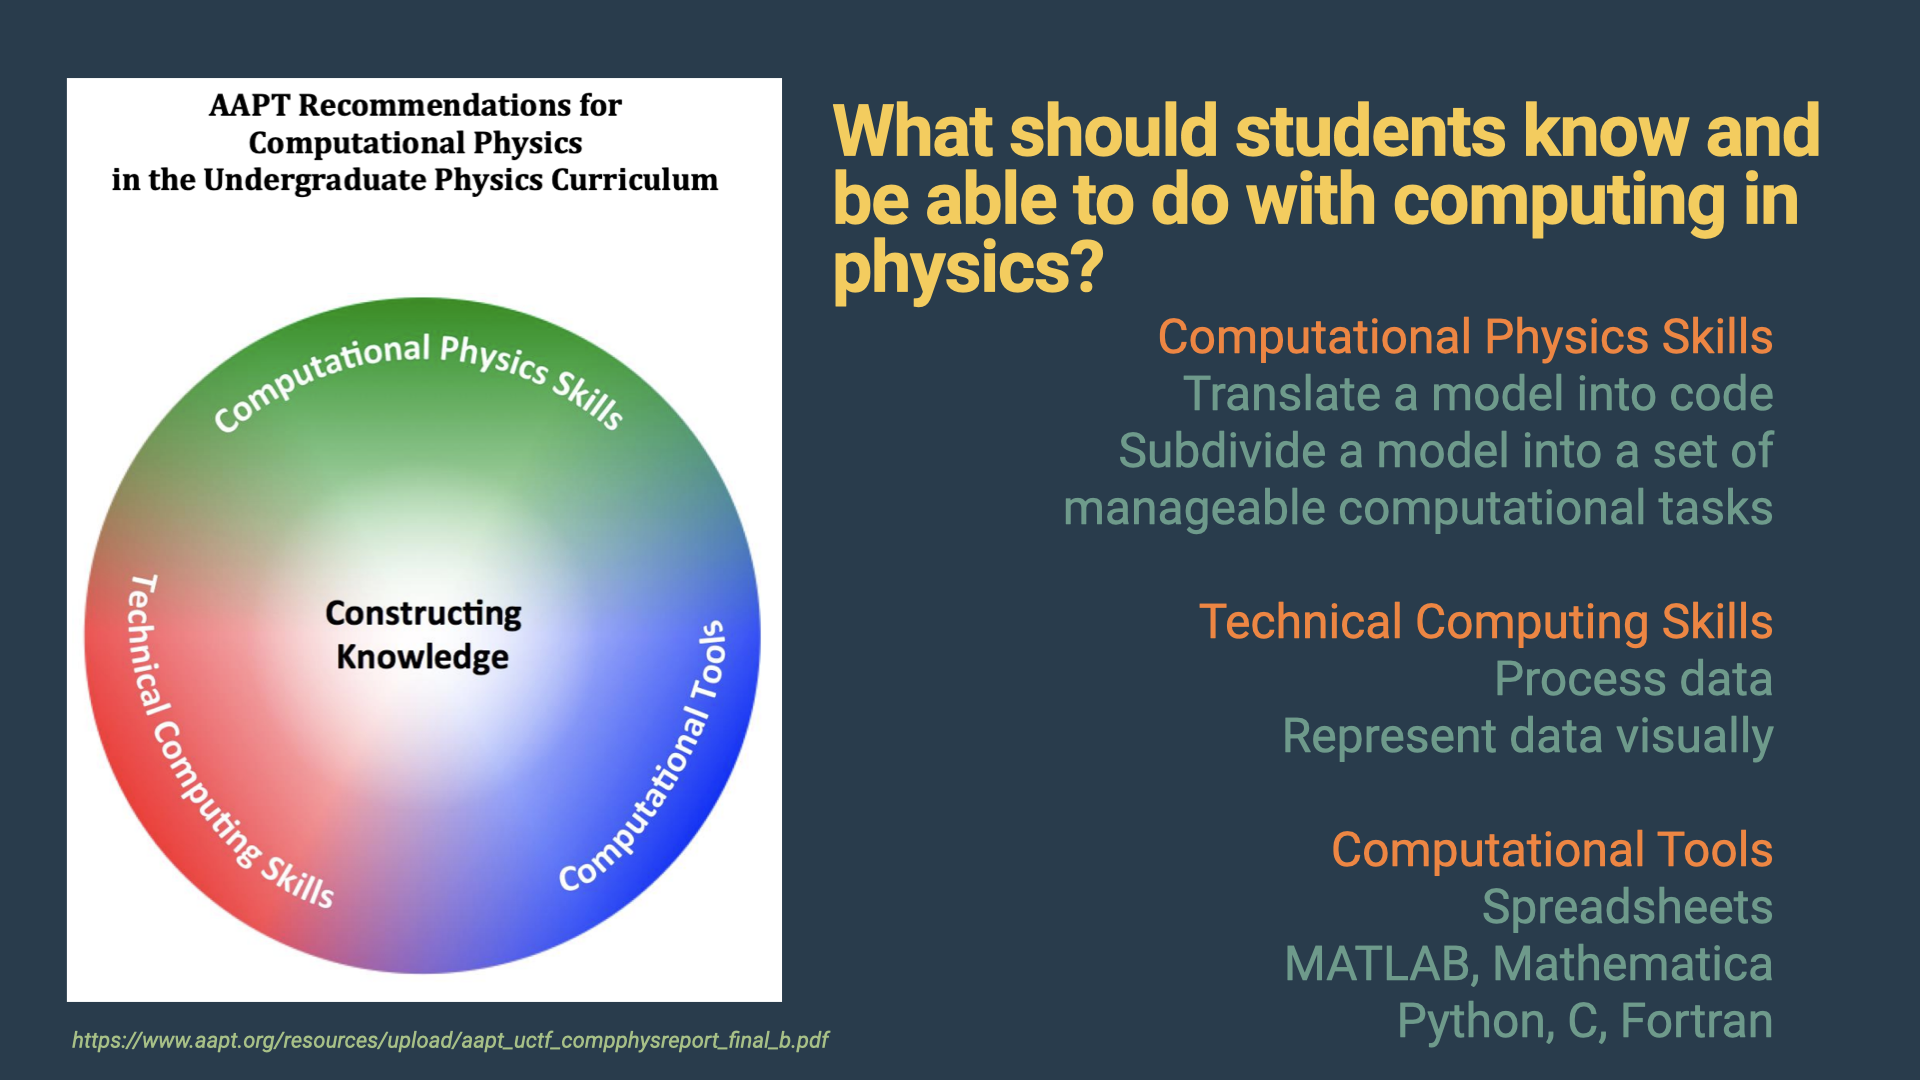 AAPT Recommendations for
Computational Physics
in the Undergraduate Physics Curriculum
Computational Physics Skills
Technical Computing Skills
Computational Tools
Constructing
Knowledge
https://www.aapt.org/resources/upload/aapt_uctf_compphysreport_final_b.pdf
What should students know and
be able to do with computing in
physics?
Computational Physics Skills
Translate a model into code
Subdivide a model into a set of
manageable computational tasks
Technical Computing Skills
Process data
Represent data visually
Computational Tools
Spreadsheets
MATLAB, Mathematica
Python, C, Fortran